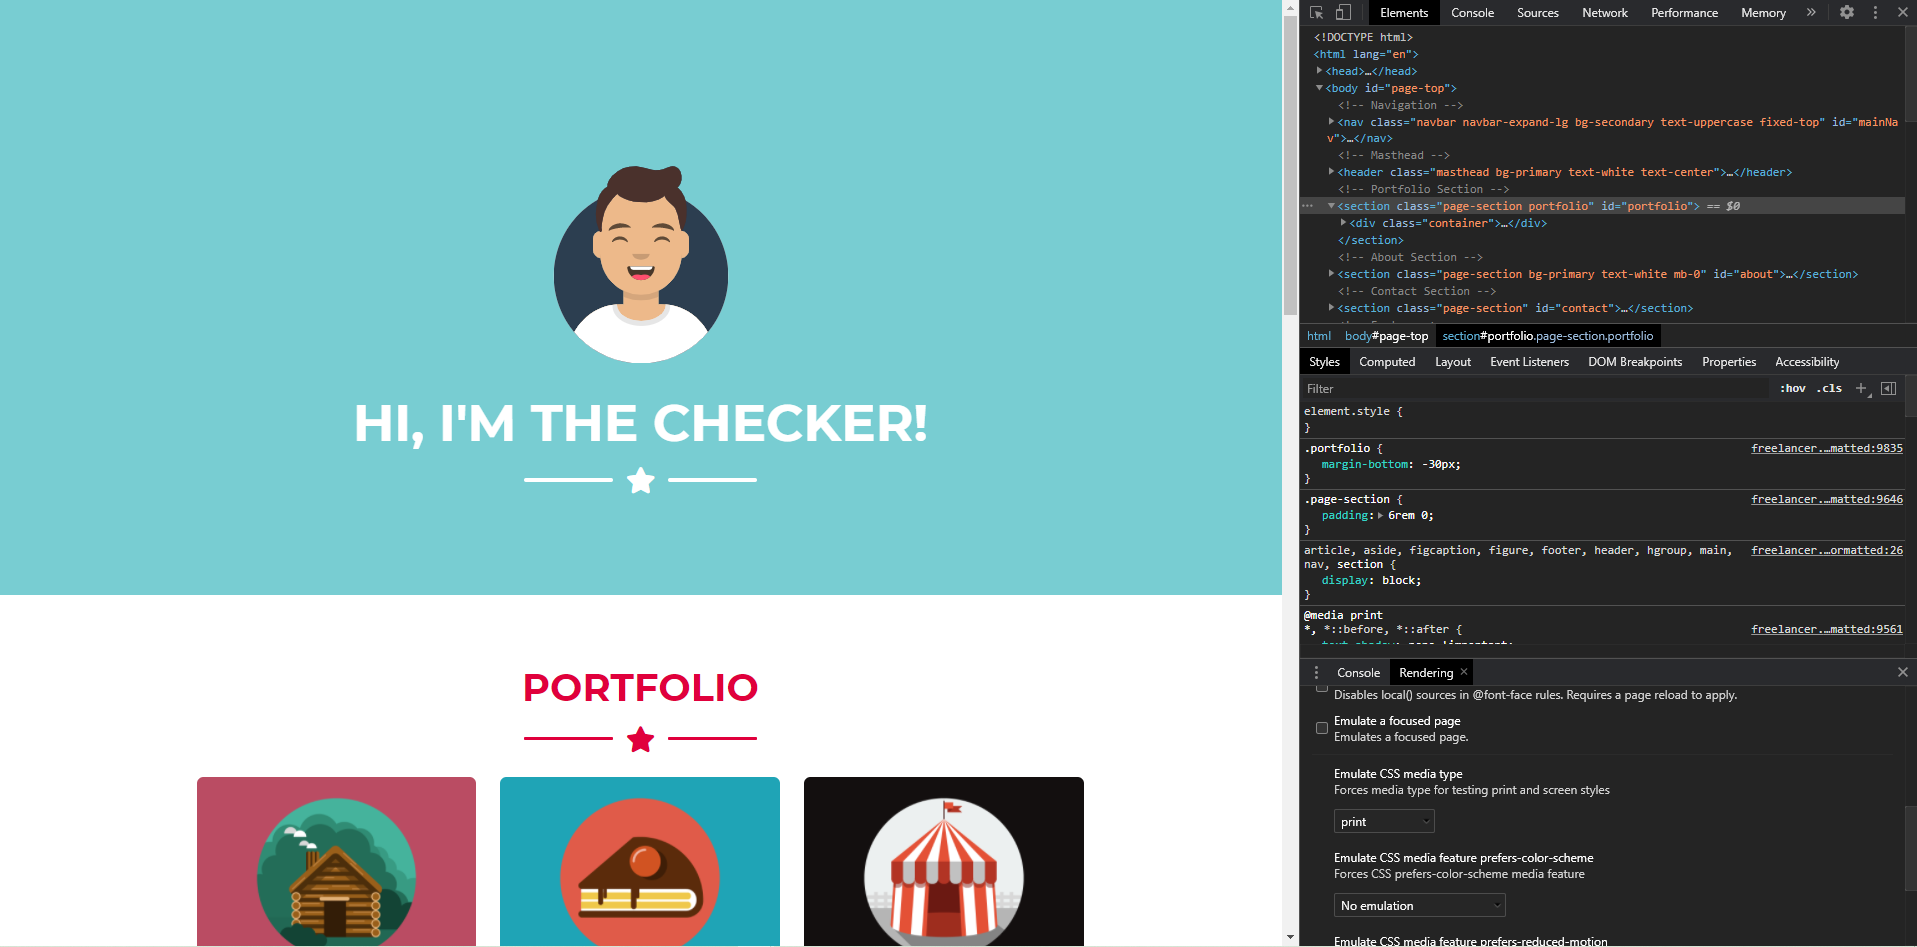 HI, I'M THE CHECKER!
PORTFOLIO
Elements Console Sources Network Performance Memory »
<!DOCTYPE html>
<html lang="en">
<head>…</head>
<body id="page-top">
<!-- Navigation -->
<nav class="navbar navbar-expand-lg bg-secondary text-uppercase fixed-top" id="mainNa
v">…</nav>
<!-- Masthead -->
<header class="masthead bg-primary text-white text-center">…</header>
<!-- Portfolio Section -->
<section class="page-section portfolio" id="portfolio"> == $0
<div class="container">…</div>
</section>
<!-- About Section -->
<section class="page-section bg-primary text-white mb-0" id="about">…</section>
<!-- Contact Section -->
<section class="page-section" id="contact">…</section>
html body#page-top section#portfolio.page-section.portfolio
Styles Computed Layout Event Listeners DOM Breakpoints Properties Accessibility
Filter :hov .cls +
element.style {
}
.portfolio { freelancer.…matted:9835
margin-bottom: -30px;
}
.page-section { freelancer.…matted:9646
padding: 6rem 0;
}
article, aside, figcaption, figure, footer, header, hgroup, main, freelancer.…ormatted:26
nav, section {
display: block;
}
@media print
*, *::before, *::after { freelancer.…matted:9561
Console Rendering
Disables local() sources in @font-face rules. Requires a page reload to apply.
Emulate a focused page
Emulates a focused page.
Emulate CSS media type
Forces media type for testing print and screen styles
print
Emulate CSS media feature prefers-color-scheme
Forces CSS prefers-color-scheme media feature
No emulation
Emulate CSS media feature prefers-reduced-motion